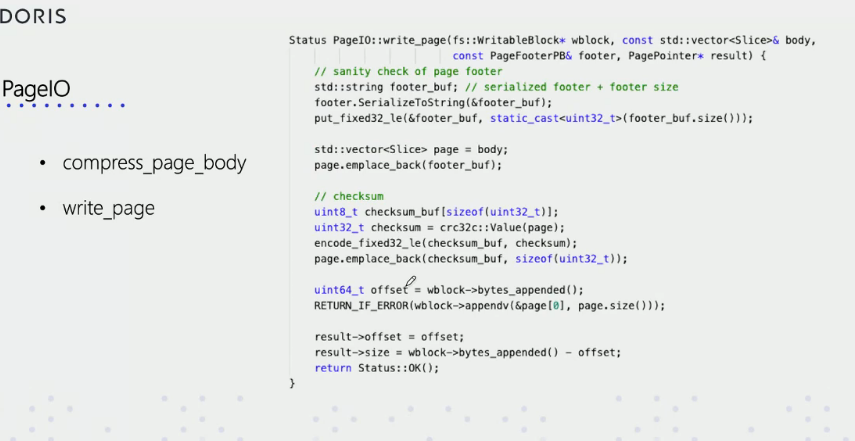 DORIS
PageIO
• compress_page_body
• write_page
Status PageIO::write_page(fs::WritableBlock* wblock, const std::vector<Slice>& body,
const PageFooterPB& footer, PagePointer* result) {
// sanity check of page footer
std::string footer_buf; // serialized footer + footer size
footer.SerializeToString(&footer_buf);
put_fixed32_le(&footer_buf, static_cast<uint32_t>(footer_buf.size()));
std::vector<Slice> page = body;
page.emplace_back(footer_buf);
// checksum
uint8_t checksum_buf[sizeof(uint32_t)];
uint32_t checksum = crc32c::Value(page);
encode_fixed32_le(checksum_buf, checksum);
page.emplace_back(checksum_buf, sizeof(uint32_t));
uint64_t offset = wblock->bytes_appended();
RETURN_IF_ERROR(wblock->appendv(&page[0], page.size()));
result->offset = offset;
result->size = wblock->bytes_appended() - offset;
return Status::OK();
}